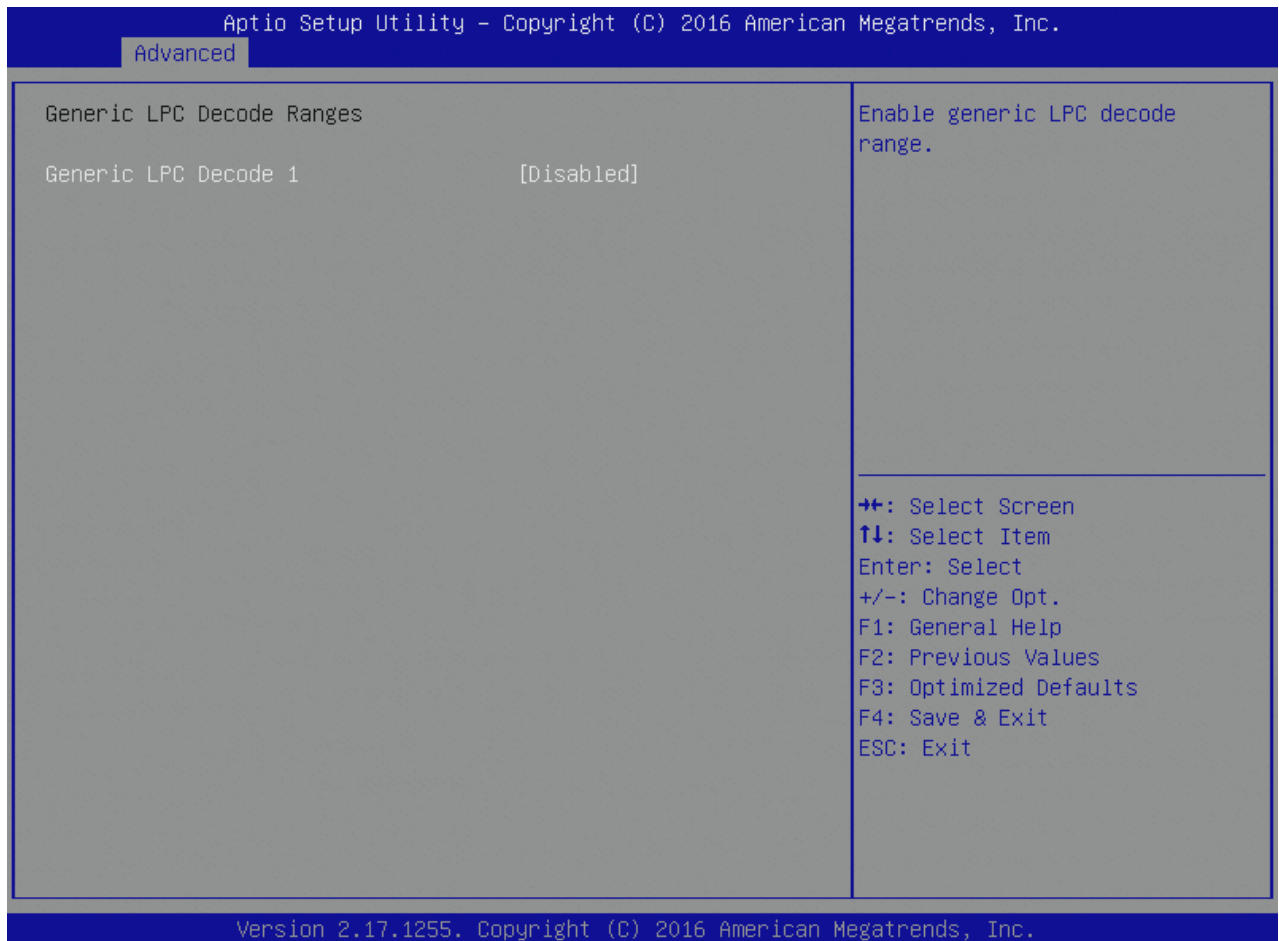 Aptio Setup Utility – Copyright (C) 2016 American Megatrends, Inc.
Advanced
Generic LPC Decode Ranges
Generic LPC Decode 1 [Disabled]
Enable generic LPC decode
range.
→←: Select Screen
↑↓: Select Item
Enter: Select
+/-: Change Opt.
F1: General Help
F2: Previous Values
F3: Optimized Defaults
F4: Save & Exit
ESC: Exit
Version 2.17.1255. Copyright (C) 2016 American Megatrends, Inc.